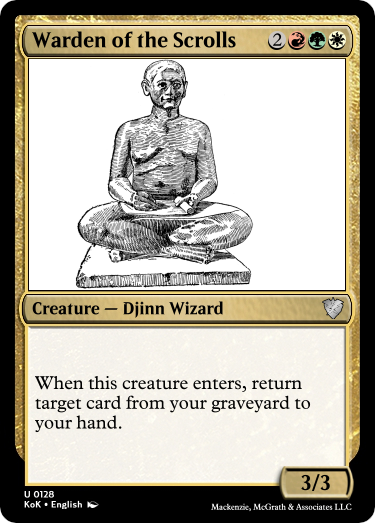 Warden of the Scrolls 2
Creature — Djinn Wizard
When this creature enters, return
target card from your graveyard to
your hand.
3/3
U 0128
KoK • English
Mackenzie, McGrath & Associates LLC